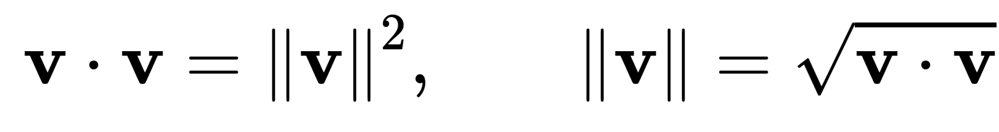 𝐯 · 𝐯 = ‖𝐯‖², ‖𝐯‖ = √𝐯 · 𝐯